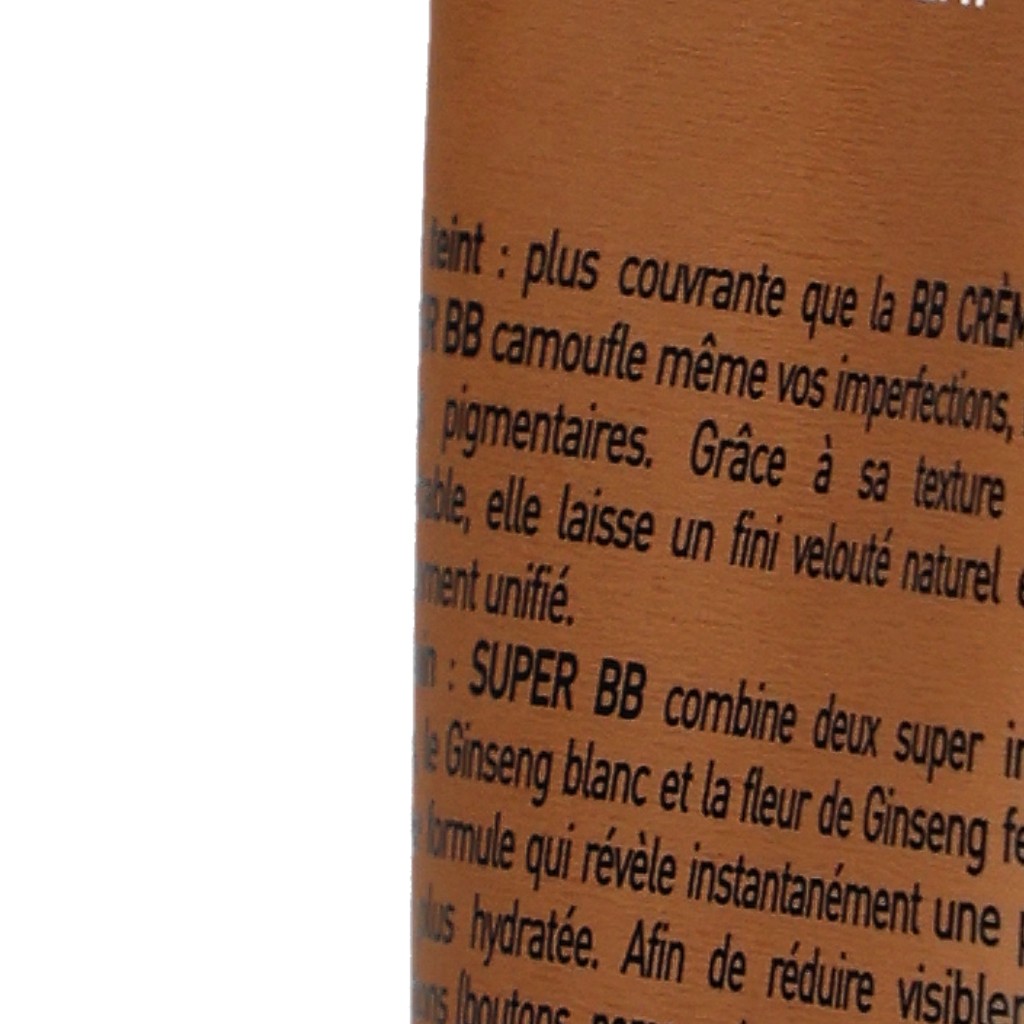 teint : plus couvrante que la BB
BB camoufle même vos imperfections,
pigmentaires. Grâce à sa texture
elle laisse un fini velouté naturel
unifié.
: SUPER BB combine deux super
le Ginseng blanc et la fleur de Ginseng
formule qui révèle instantanément une
plus hydratée. Afin de réduire
(boutons,